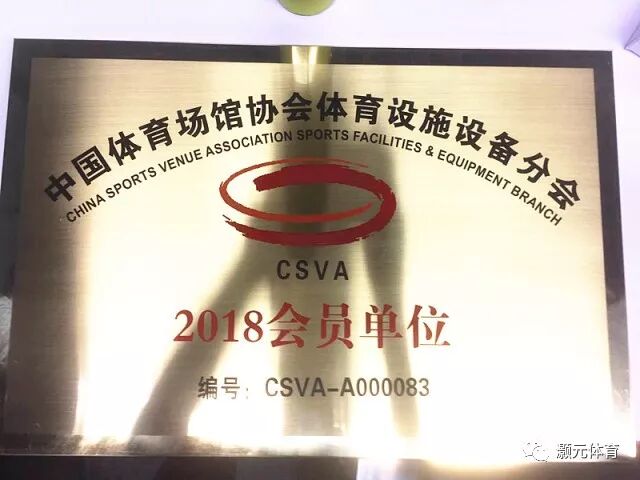 中国体育场馆协会体育设施设备分会
CHINA SPORTS VENUE ASSOCIATION SPORTS FACILITIES & EQUIPMENT BRANCH
CSVA
2018会员单位
编号：CSVA-A000083
灏元体育